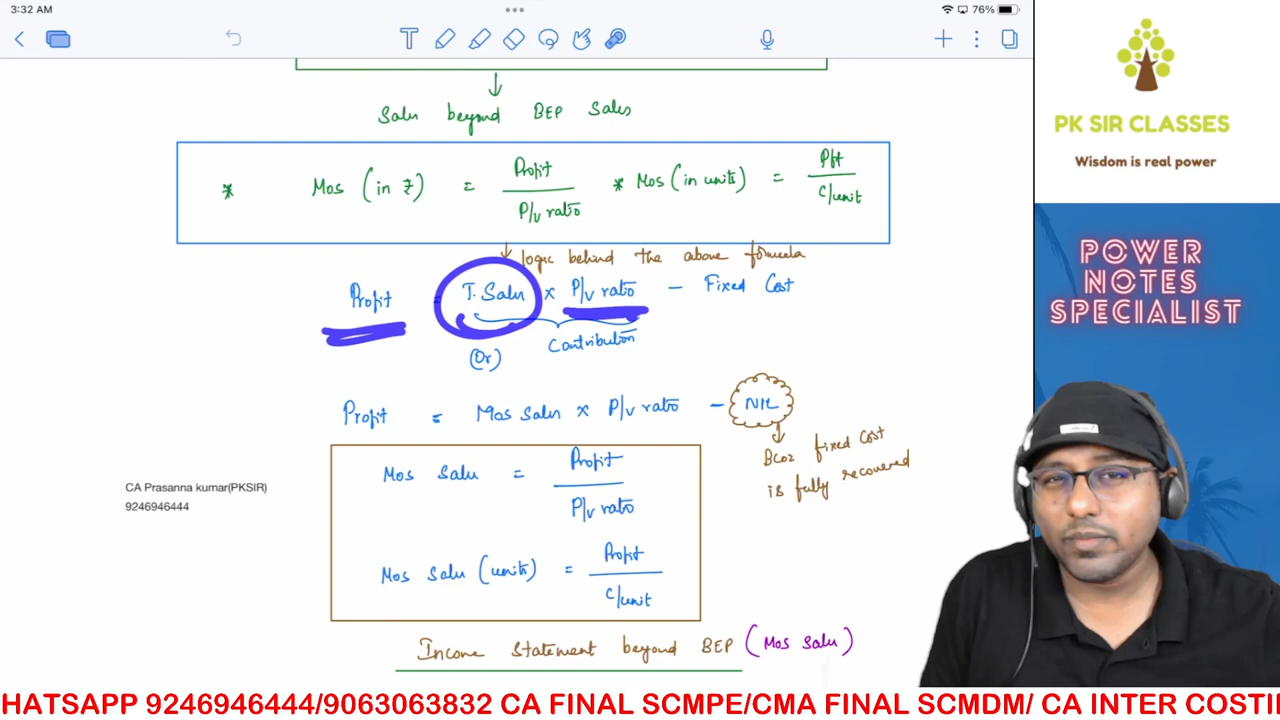 3:32 AM
76%
T
PK SIR CLASSES
Wisdom is real power
Sales beyond BEP Sales
* Mos (in ₹) = Profit / P/V ratio * Mos (in units) = Pft / C/unit
logic behind the above formula
POWER
NOTES
SPECIALIST
Profit = T. Sales x P/V ratio - Fixed Cost
Contribution
(Or)
Profit = Mos Sales x P/V ratio - NIL
Bcoz fixed cost
is fully recovered
Mos Sales = Profit / P/V ratio
CA Prasanna kumar(PKSIR)
9246946444
Mos Sales (units) = Profit / C/unit
Income Statement beyond BEP (Mos Sales)
HATSAPP 9246946444/9063063832 CA FINAL SCMPE/CMA FINAL SCMDM/ CA INTER COSTI